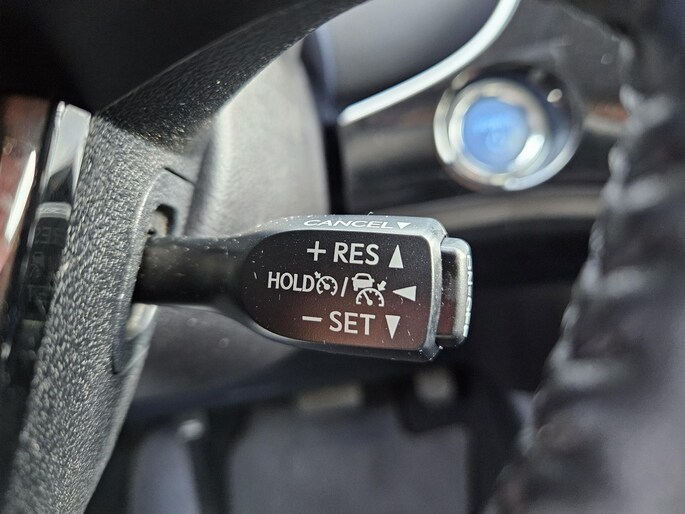 CANCEL▼
+ RES ▲
HOLD / ◀
− SET ▼